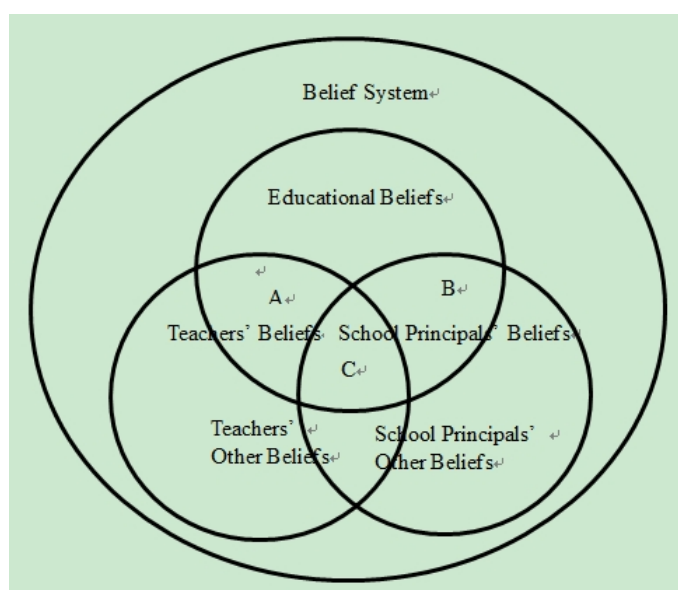 Belief System
Educational Beliefs
A
B
Teachers’ Beliefs
School Principals’ Beliefs
C
Teachers’
Other Beliefs
School Principals’
Other Beliefs